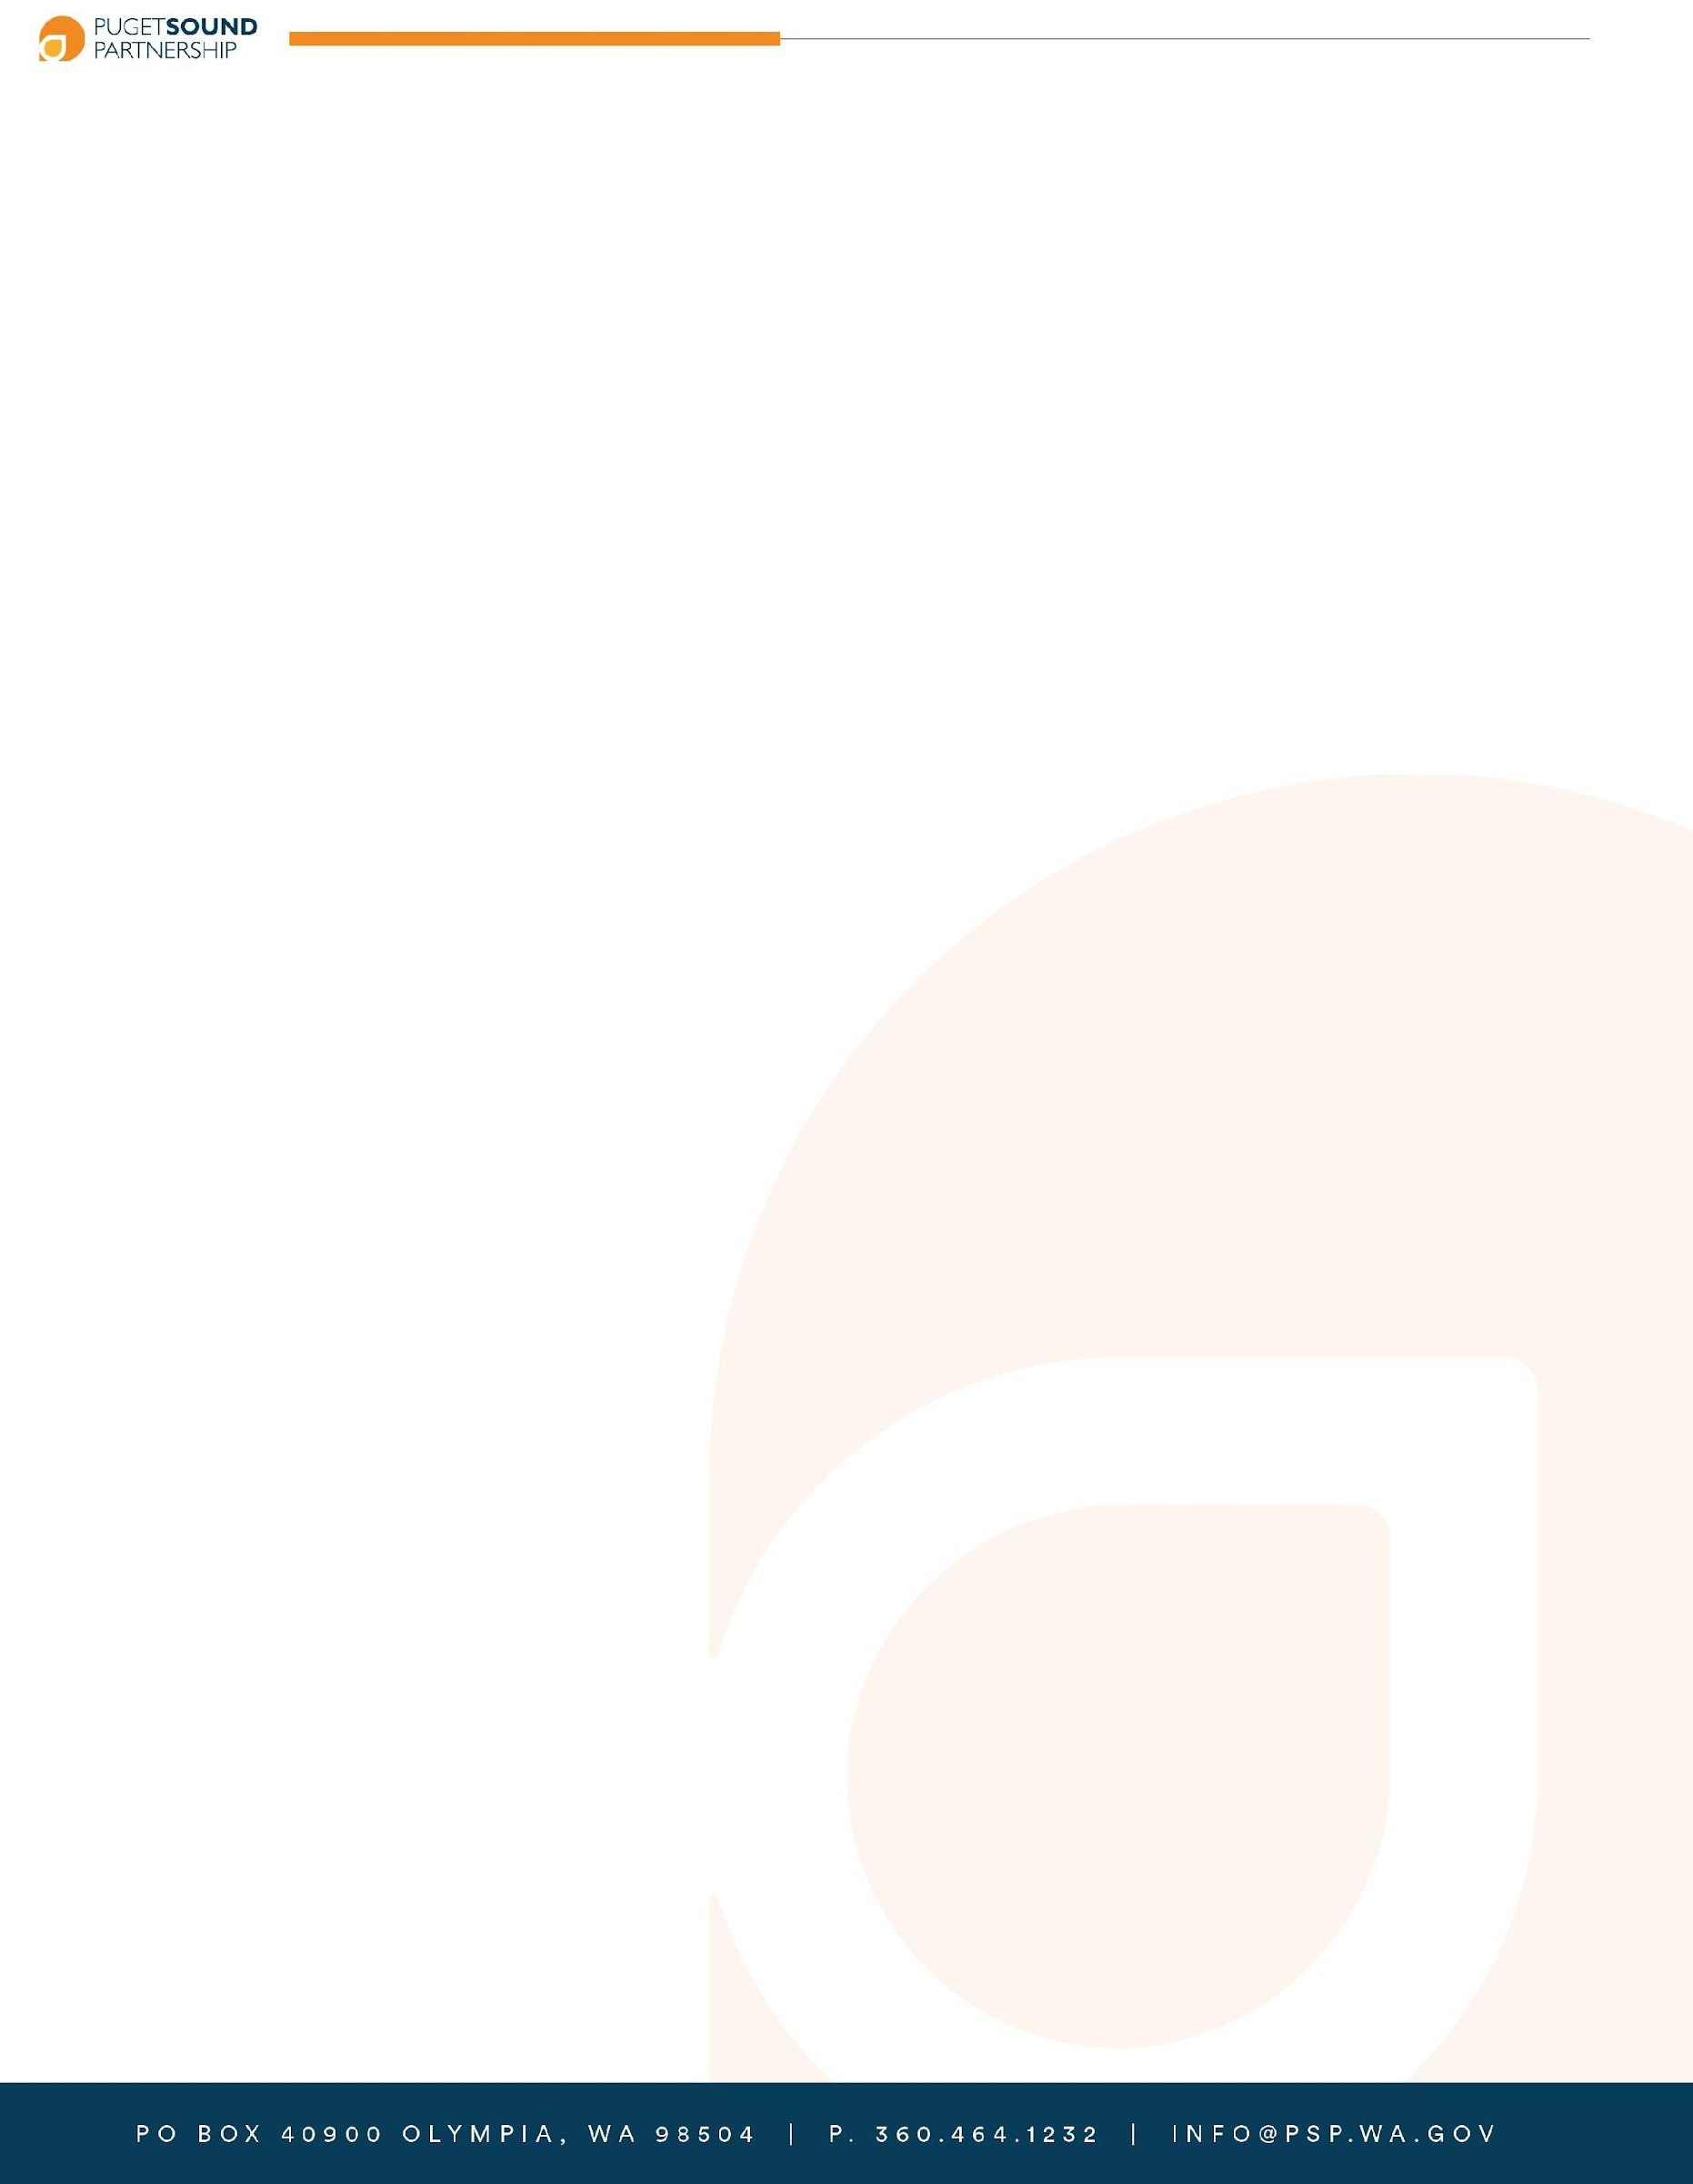 PUGETSOUND
PARTNERSHIP
PO BOX 40900 OLYMPIA, WA 98504 | P. 360.464.1232 | INFO@PSP.WA.GOV